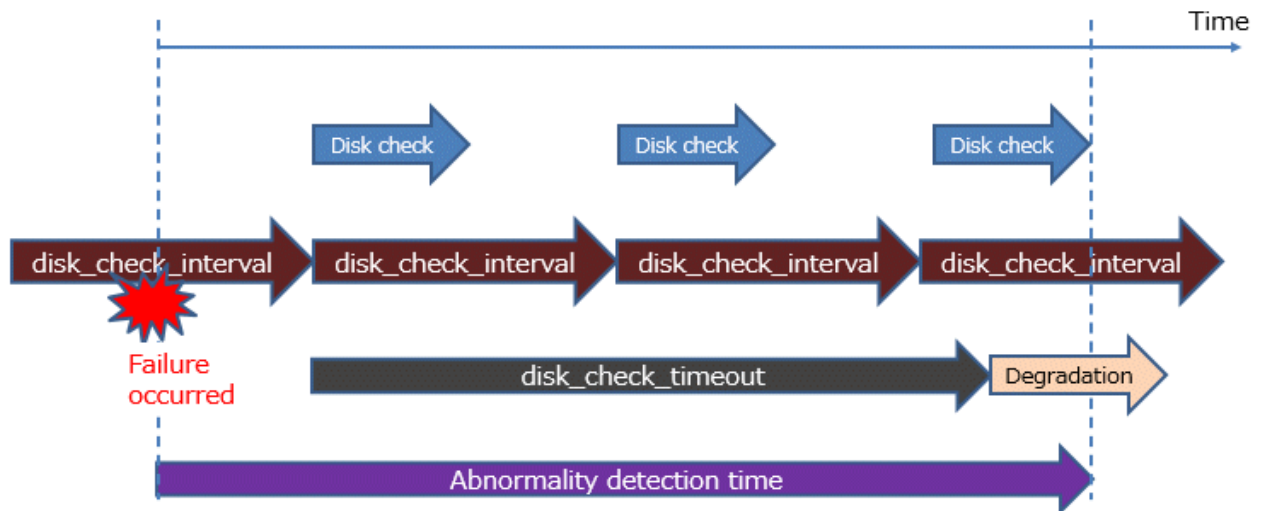 Time
Disk check
Disk check
Disk check
disk_check_interval
disk_check_interval
disk_check_interval
disk_check_interval
Failure
occurred
disk_check_timeout
Degradation
Abnormality detection time